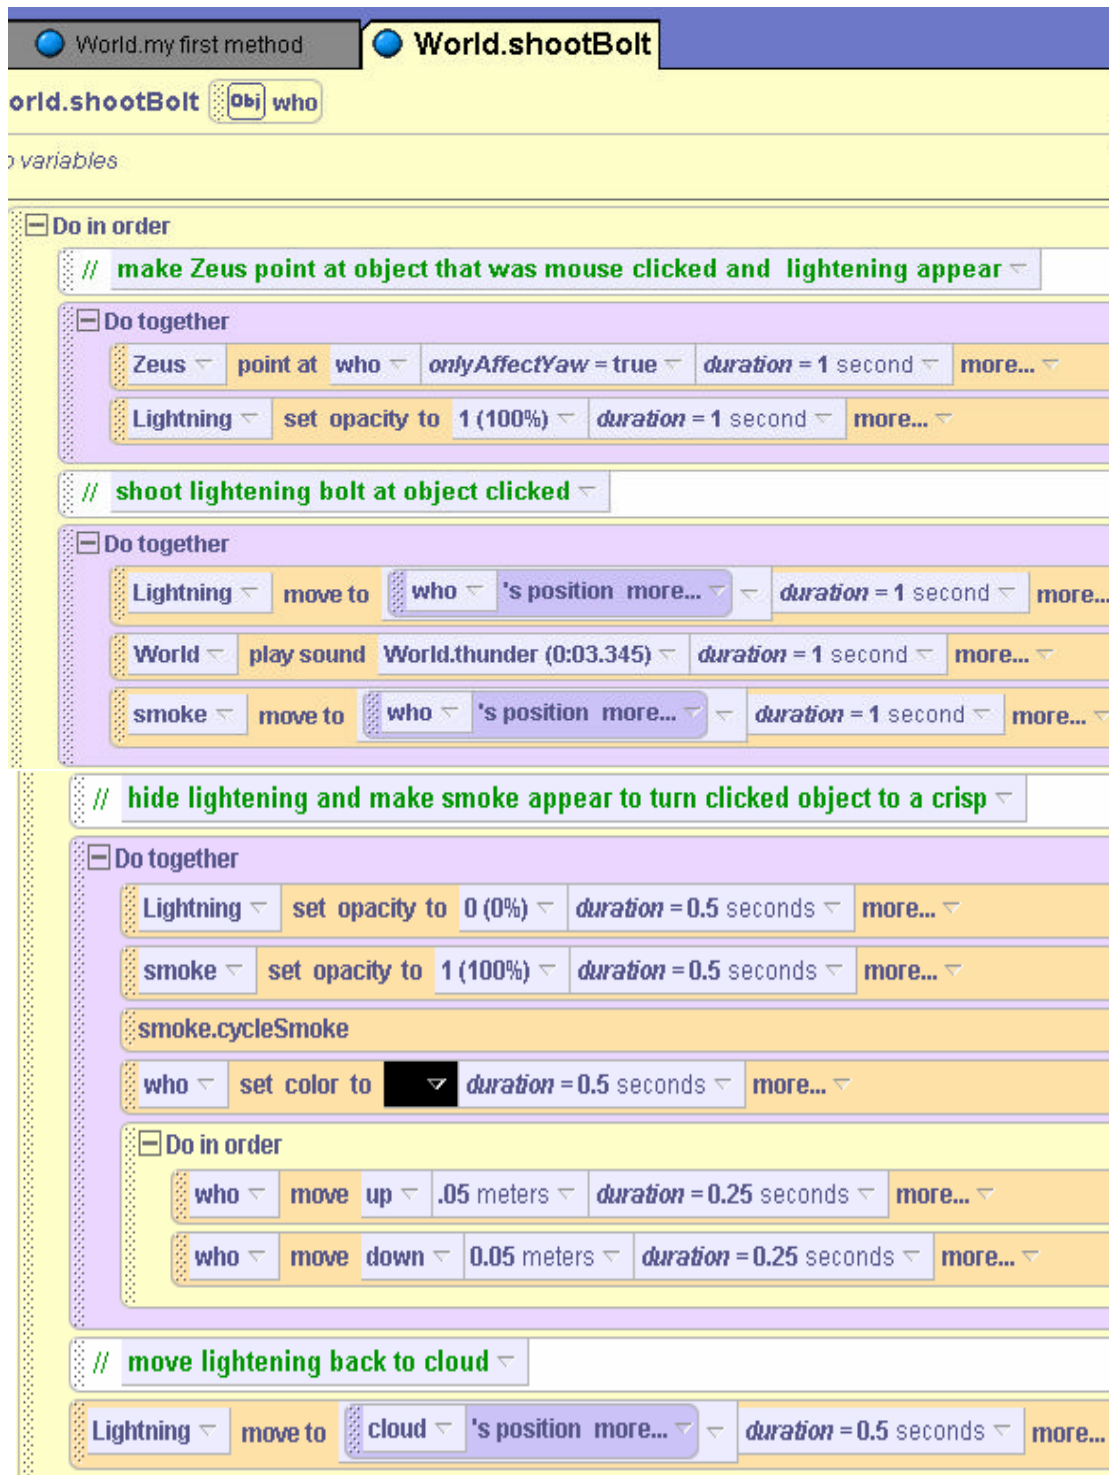 World.my first method World.shootBolt
orld.shootBolt Obj who
o variables
Do in order
// make Zeus point at object that was mouse clicked and lightening appear
Do together
Zeus point at who onlyAffectYaw = true duration = 1 second more...
Lightning set opacity to 1 (100%) duration = 1 second more...
// shoot lightening bolt at object clicked
Do together
Lightning move to who 's position more... duration = 1 second more...
World play sound World.thunder (0:03.345) duration = 1 second more...
smoke move to who 's position more... duration = 1 second more...
// hide lightening and make smoke appear to turn clicked object to a crisp
Do together
Lightning set opacity to 0 (0%) duration = 0.5 seconds more...
smoke set opacity to 1 (100%) duration = 0.5 seconds more...
smoke.cycleSmoke
who set color to duration = 0.5 seconds more...
Do in order
who move up .05 meters duration = 0.25 seconds more...
who move down 0.05 meters duration = 0.25 seconds more...
// move lightening back to cloud
Lightning move to cloud 's position more... duration = 0.5 seconds more...